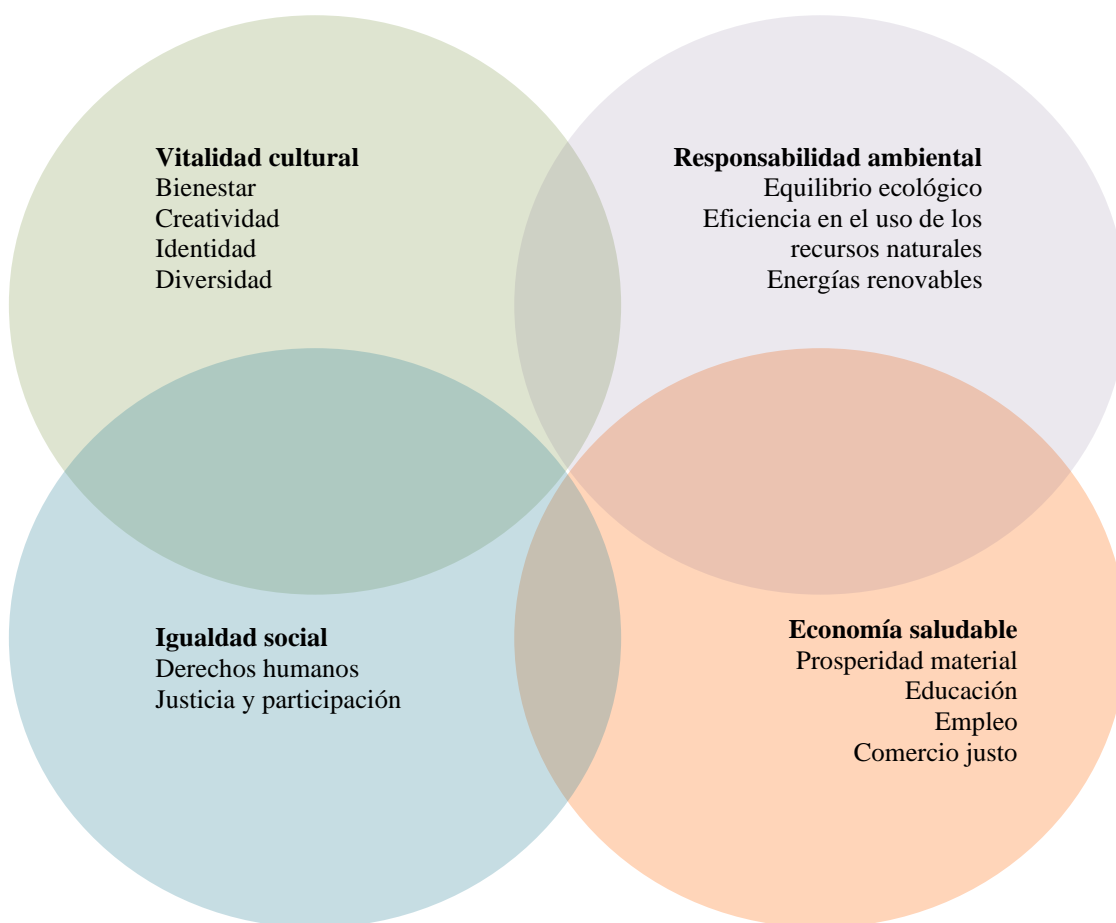 Vitalidad cultural
Bienestar
Creatividad
Identidad
Diversidad
Responsabilidad ambiental
Equilibrio ecológico
Eficiencia en el uso de los
recursos naturales
Energías renovables
Igualdad social
Derechos humanos
Justicia y participación
Economía saludable
Prosperidad material
Educación
Empleo
Comercio justo